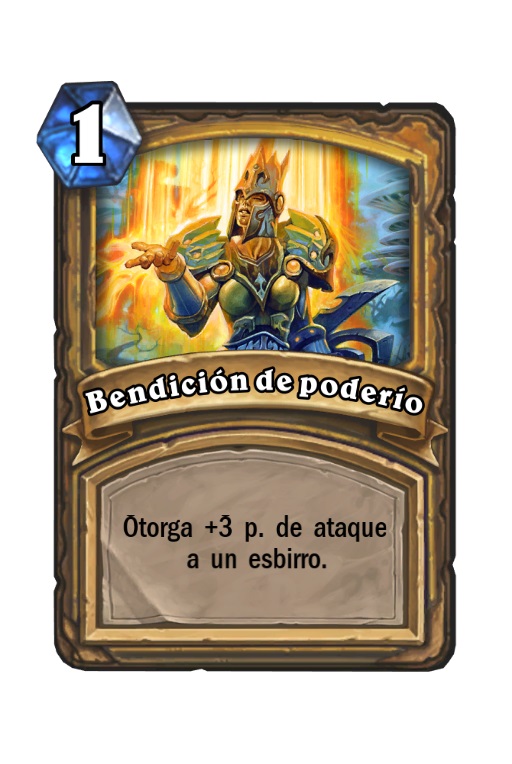 1
Bendición de poderío
Otorga +3 p. de ataque
a un esbirro.